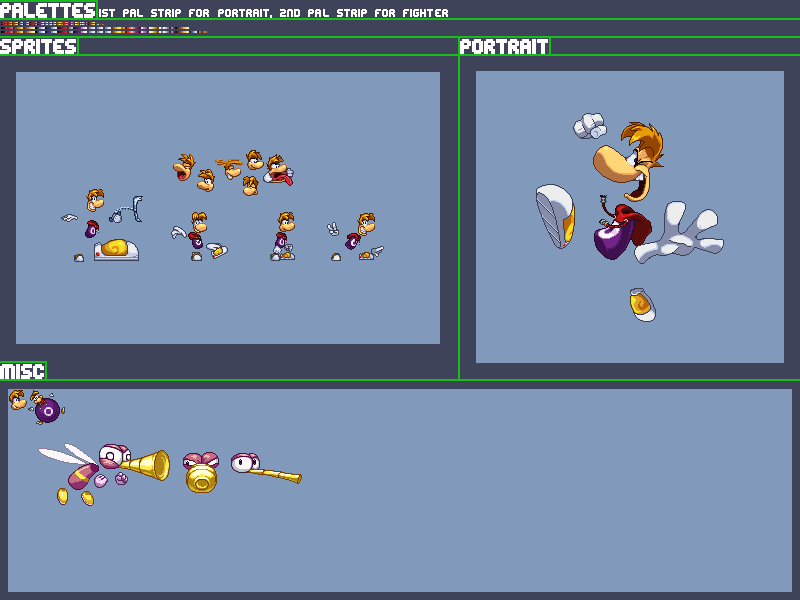 PALETTES 1ST PAL STRIP FOR PORTRAIT, 2ND PAL STRIP FOR FIGHTER
SPRITES
PORTRAIT
MISC